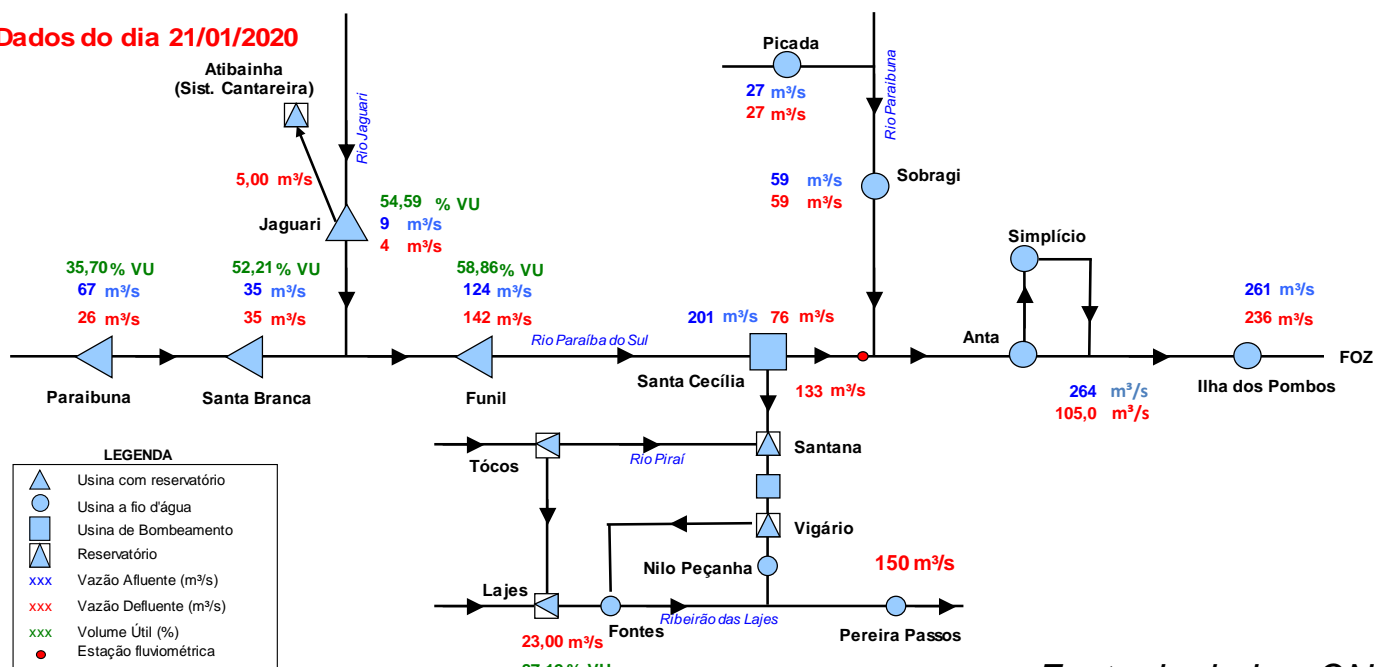 Dados do dia 21/01/2020
Atibainha
(Sist. Cantareira)
Rio Jaguari
5,00 m³/s
Jaguari
54,59 % VU
9 m³/s
4 m³/s
Picada
27 m³/s
27 m³/s
Rio Paraibuna
59 m³/s
59 m³/s
Sobragi
35,70 % VU
67 m³/s
26 m³/s
Paraibuna
52,21 % VU
35 m³/s
35 m³/s
Santa Branca
58,86 % VU
124 m³/s
142 m³/s
Funil
Rio Paraíba do Sul
201 m³/s 76 m³/s
Santa Cecília
133 m³/s
Simplício
Anta
264 m³/s
105,0 m³/s
261 m³/s
236 m³/s
Ilha dos Pombos
FOZ
Tócos
Rio Piraí
Santana
Vigário
Nilo Peçanha
150 m³/s
Lajes
Fontes
Ribeirão das Lajes
Pereira Passos
23,00 m³/s
LEGENDA
Usina com reservatório
Usina a fio d'água
Usina de Bombeamento
Reservatório
xxx Vazão Afluente (m³/s)
xxx Vazão Defluente (m³/s)
xxx Volume Útil (%)
Estação fluviométrica